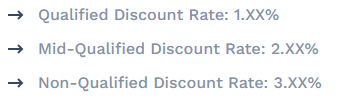 → Qualified Discount Rate: 1.XX%
→ Mid-Qualified Discount Rate: 2.XX%
→ Non-Qualified Discount Rate: 3.XX%